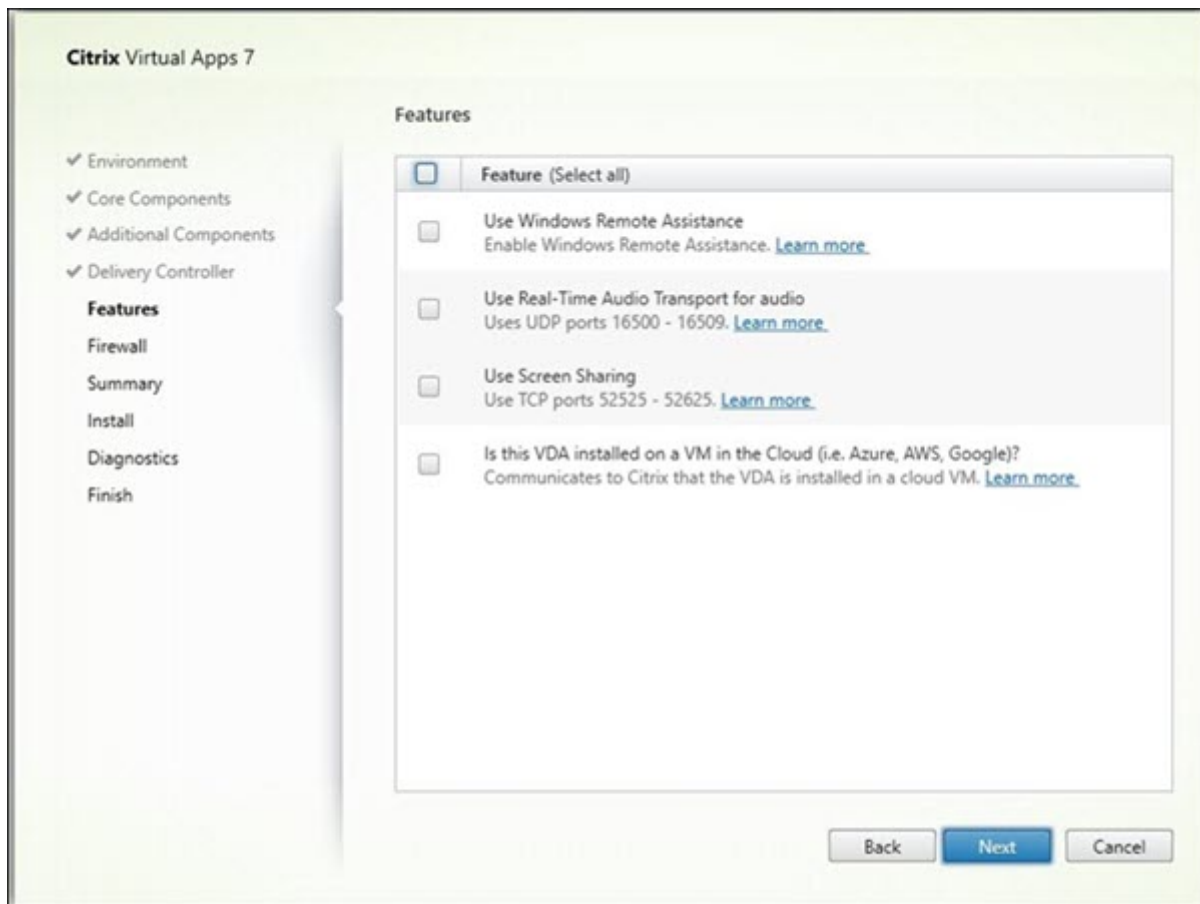 Citrix Virtual Apps 7
Features
Environment
Core Components
Additional Components
Delivery Controller
Features
Firewall
Summary
Install
Diagnostics
Finish
Feature (Select all)
Use Windows Remote Assistance
Enable Windows Remote Assistance. Learn more
Use Real-Time Audio Transport for audio
Uses UDP ports 16500 - 16509. Learn more
Use Screen Sharing
Use TCP ports 52525 - 52625. Learn more
Is this VDA installed on a VM in the Cloud (i.e. Azure, AWS, Google)?
Communicates to Citrix that the VDA is installed in a cloud VM. Learn more
Back
Next
Cancel